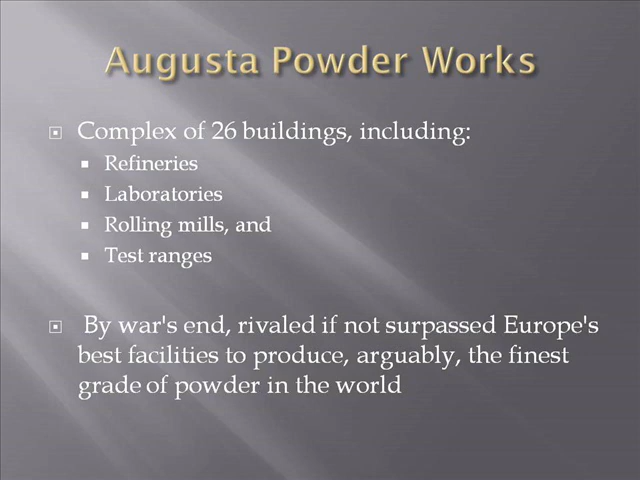 Augusta Powder Works
Complex of 26 buildings, including:
Refineries
Laboratories
Rolling mills, and
Test ranges
By war's end, rivaled if not surpassed Europe's
best facilities to produce, arguably, the finest
grade of powder in the world